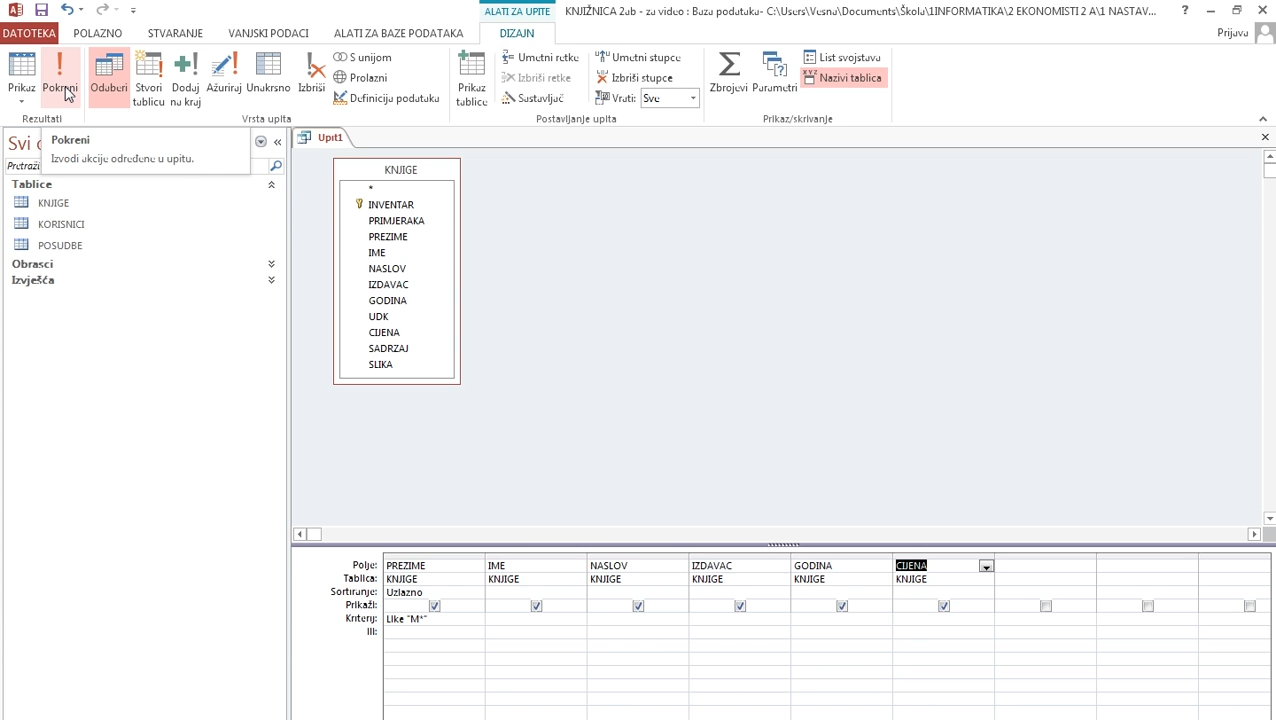 ALATI ZA UPITE
KNJIŽNICA 2ab - za video : Baza podataka- C:\Users\Vesna\Documents\Škola\1INFORMATIKA\2 EKONOMISTI 2 A\1 NASTAV...
DATOTEKA POLAZNO STVARANJE VANJSKI PODACI ALATI ZA BAZE PODATAKA DIZAJN Prijava
Prikaz Pokreni Odaberi Stvori tablicu Dodaj na kraj Ažuriraj Unakrsno Izbriši
S unijom
Prolazni
Definicija podataka
Prikaz tablice
Umetni retke
Izbriši retke
Sastavljač
Umetni stupce
Izbriši stupce
Vrati: Sve
Zbrojevi Parametri
List svojstava
Nazivi tablica
Rezultati Vrsta upita Postavljanje upita Prikaz/skrivanje
Pokreni
Izvodi akcije određene u upitu.
Svi
Tablice
KNJIGE
KORISNICI
POSUDBE
Obrasci
Izvješća
Upit1
KNJIGE
*
INVENTAR
PRIMJERAKA
PREZIME
IME
NASLOV
IZDAVAC
GODINA
UDK
CIJENA
SADRZAJ
SLIKA
Polje: PREZIME IME NASLOV IZDAVAC GODINA CIJENA
Tablica: KNJIGE KNJIGE KNJIGE KNJIGE KNJIGE KNJIGE
Sortiranje: Uzlazno
Prikaži:
Kriterij: Like "M*"
Ili: